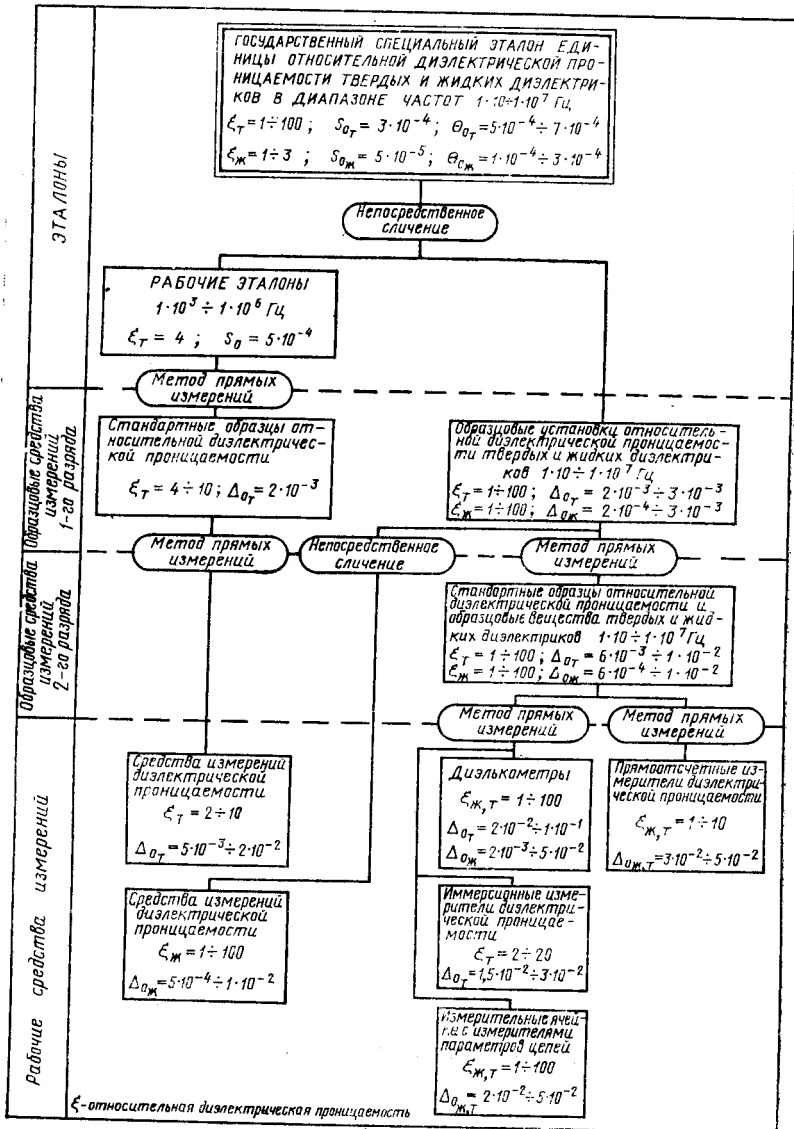 ГОСУДАРСТВЕННЫЙ СПЕЦИАЛЬНЫЙ ЭТАЛОН ЕДИ-
НИЦЫ ОТНОСИТЕЛЬНОЙ ДИЭЛЕКТРИЧЕСКОЙ ПРО-
НИЦАЕМОСТИ ТВЕРДЫХ И ЖИДКИХ ДИЭЛЕКТРИ-
КОВ В ДИАПАЗОНЕ ЧАСТОТ 1·10÷1·10⁷ Гц
ξт=1÷100; S₀т= 3·10⁻⁴; Θ₀т=5·10⁻⁴÷7·10⁻⁴
ξж=1÷3 ; S₀ж= 5·10⁻⁵; Θ₀ж=1·10⁻⁴÷3·10⁻⁴
ЭТАЛОНЫ
Непосредственное
сличение
РАБОЧИЕ ЭТАЛОНЫ
1·10³÷1·10⁶ Гц
ξт= 4 ; S₀= 5·10⁻⁴
Метод прямых
измерений
Образцовые средства
измерений
1-го разряда
Стандартные образцы от-
носительной диэлектричес-
кой проницаемости
ξт=4÷10; Δ₀т=2·10⁻³
Образцовые установки относитель-
ной диэлектрической проницаемос-
ти твердых и жидких диэлектри-
ков 1·10÷1·10⁷ Гц
ξт=1÷100; Δ₀т= 2·10⁻³÷3·10⁻³
ξж=1÷100; Δ₀ж= 2·10⁻⁴÷3·10⁻³
Метод прямых
измерений
Непосредственное
сличение
Метод прямых
измерений
Образцовые средства
измерений
2-го разряда
Стандартные образцы относительной
диэлектрической проницаемости и
образцовые вещества твердых и жид-
ких диэлектриков 1·10÷1·10⁷Гц
ξт=1÷100; Δ₀т=6·10⁻³÷1·10⁻²
ξж=1÷100; Δ₀ж=6·10⁻⁴÷1·10⁻²
Метод прямых
измерений
Метод прямых
измерений
Рабочие средства измерений
Средства измерений
диэлектрической
проницаемости
ξт=2÷10
Δ₀т=5·10⁻³÷2·10⁻²
Диэлькометры
ξж,т=1÷100
Δ₀т=2·10⁻²÷1·10⁻¹
Δ₀ж=2·10⁻³÷5·10⁻²
Прямоотсчетные из-
мерители диэлектри-
ческой проницаемости
ξж,т=1÷10
Δ₀ж,т=3·10⁻²÷5·10⁻²
Средства измерений
диэлектрической
проницаемости
ξж=1÷100
Δ₀ж=5·10⁻⁴÷1·10⁻²
Иммерсионные изме-
рители диэлектри-
ческой проницае-
мости
ξт=2÷20
Δ₀т=1,5·10⁻²÷3·10⁻²
Измерительные ячей-
ки с измерителями
параметров цепей
ξж,т=1÷100
Δ₀ж,т=2·10⁻²÷5·10⁻²
ξ-относительная диэлектрическая проницаемость